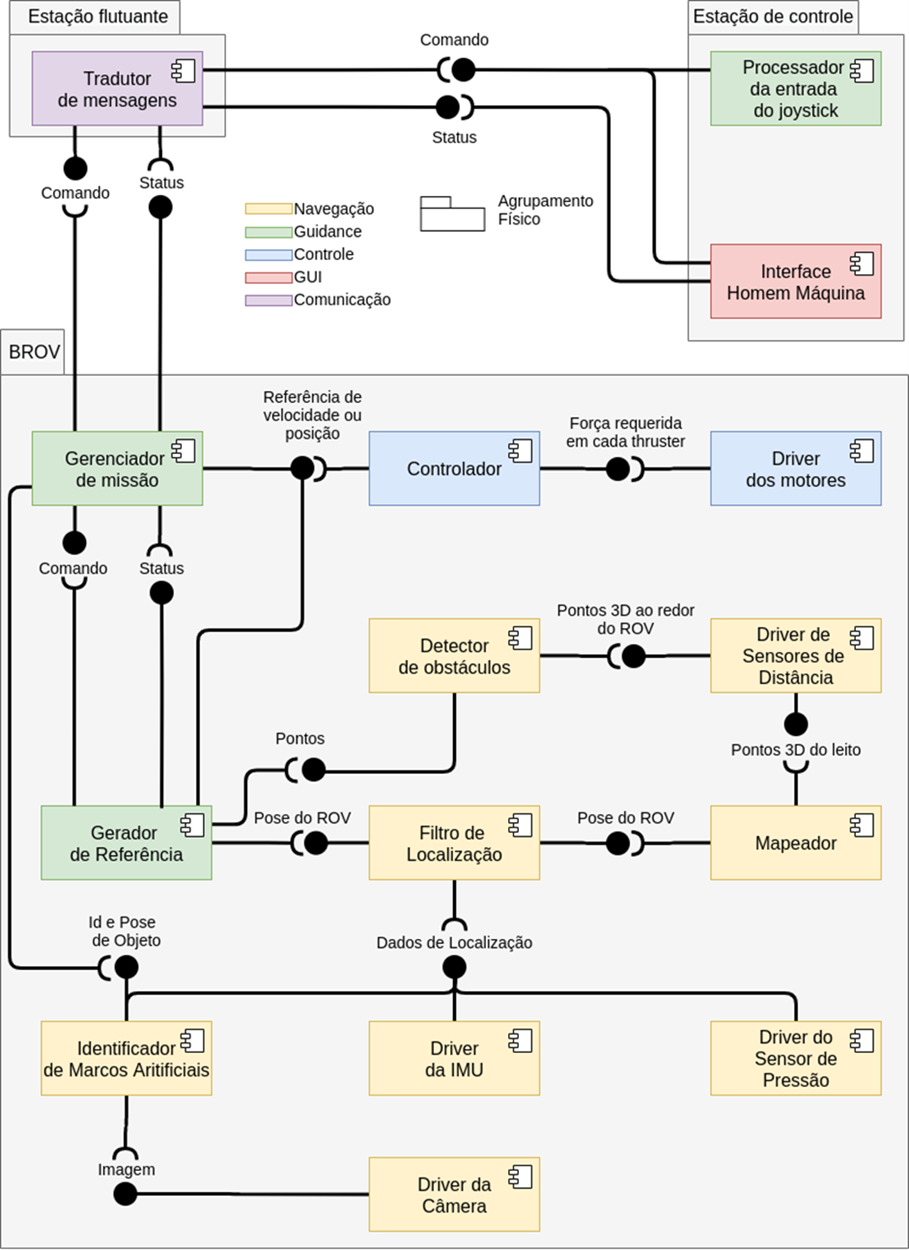 Estação flutuante
Estação de controle
Tradutor
de mensagens
Comando
Status
Processador
da entrada
do joystick
Comando
Status
Navegação
Guidance
Controle
GUI
Comunicação
Agrupamento
Físico
Interface
Homem Máquina
BROV
Gerenciador
de missão
Referência de
velocidade ou
posição
Controlador
Força requerida
em cada thruster
Driver
dos motores
Comando
Status
Detector
de obstáculos
Pontos 3D ao redor
do ROV
Driver de
Sensores de
Distância
Pontos
Pontos 3D do leito
Gerador
de Referência
Pose do ROV
Filtro de
Localização
Pose do ROV
Mapeador
Id e Pose
de Objeto
Dados de Localização
Identificador
de Marcos Aritificiais
Driver
da IMU
Driver do
Sensor de
Pressão
Imagem
Driver da
Câmera